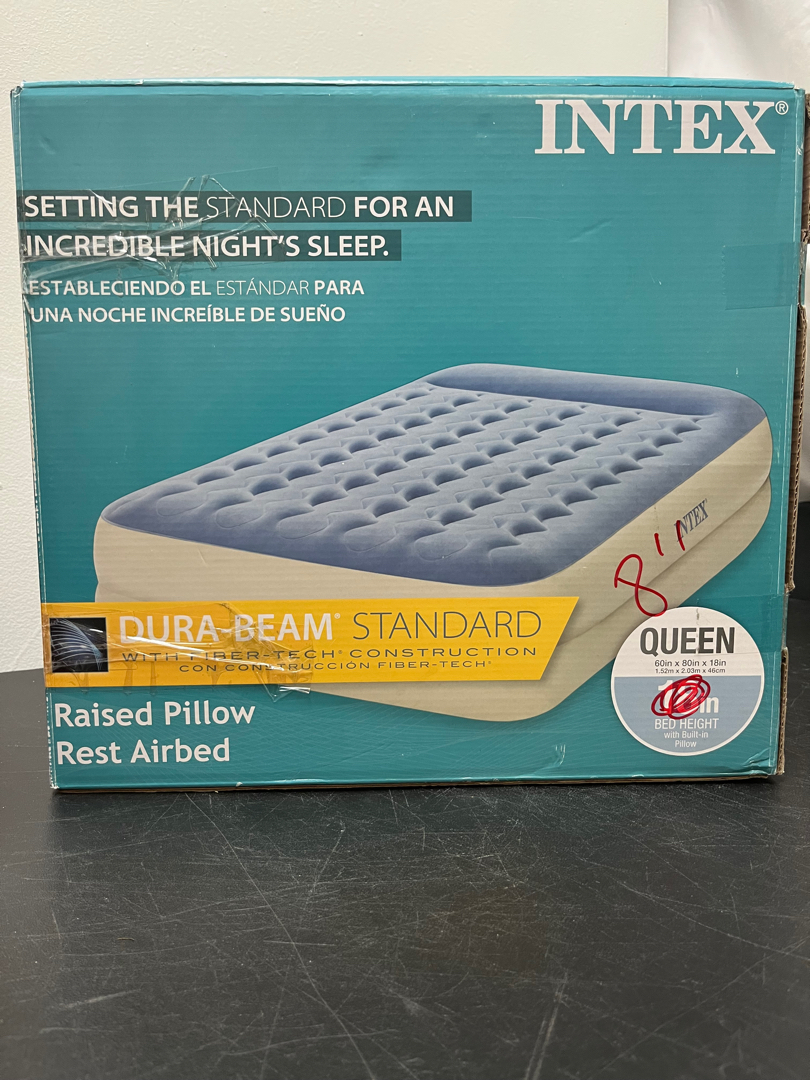 INTEX®
SETTING THE STANDARD FOR AN
INCREDIBLE NIGHT'S SLEEP.
ESTABLECIENDO EL ESTÁNDAR PARA
UNA NOCHE INCREÍBLE DE SUEÑO
INTEX®
8"
DURA-BEAM® STANDARD
WITH FIBER-TECH® CONSTRUCTION
CON CONSTRUCCIÓN FIBER-TECH®
QUEEN
60in x 80in x 18in
1.52m x 2.03m x 46cm
in
BED HEIGHT
with Built-in
Pillow
Raised Pillow
Rest Airbed